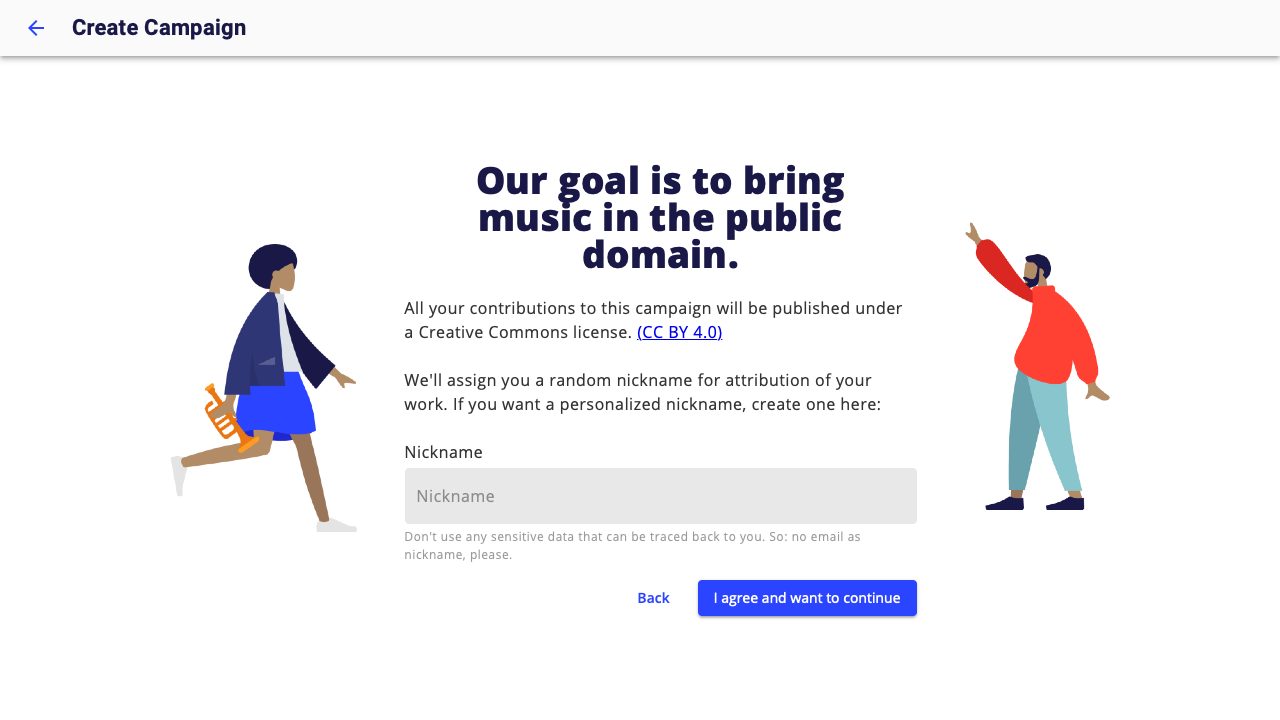 Create Campaign
Our goal is to bring
music in the public
domain.
All your contributions to this campaign will be published under
a Creative Commons license. (CC BY 4.0)
We'll assign you a random nickname for attribution of your
work. If you want a personalized nickname, create one here:
Nickname
Nickname
Don't use any sensitive data that can be traced back to you. So: no email as
nickname, please.
Back
I agree and want to continue